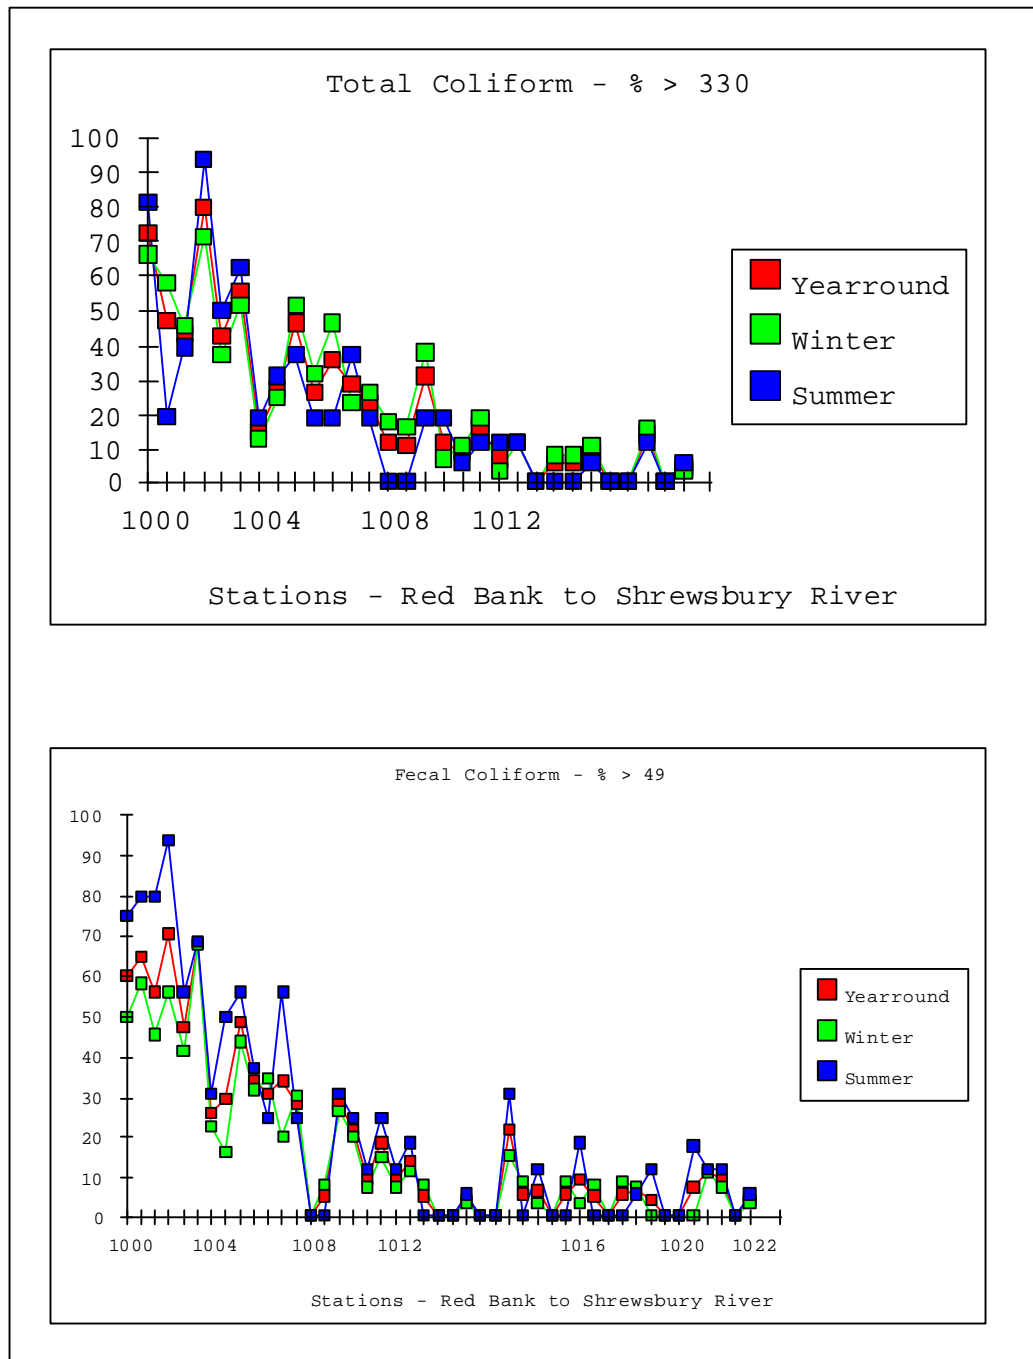 Total Coliform - % > 330
100
90
80
70
60
50
40
30
20
10
0
1000 1004 1008 1012
Yearround
Winter
Summer
Stations - Red Bank to Shrewsbury River
Fecal Coliform - % > 49
100
90
80
70
60
50
40
30
20
10
0
1000 1004 1008 1012 1016 1020 1022
Yearround
Winter
Summer
Stations - Red Bank to Shrewsbury River